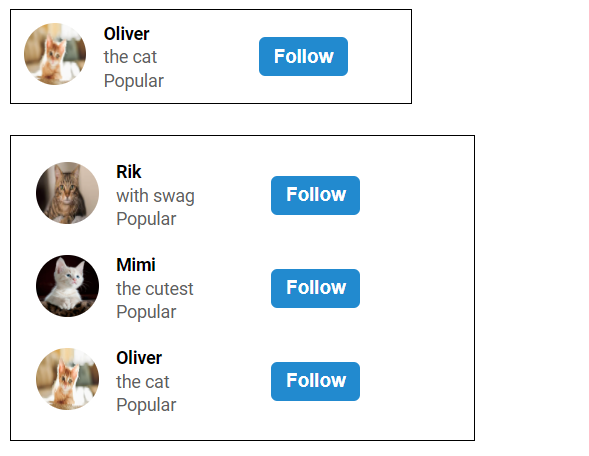 Oliver
the cat
Popular
Follow
Rik
with swag
Popular
Follow
Mimi
the cutest
Popular
Follow
Oliver
the cat
Popular
Follow